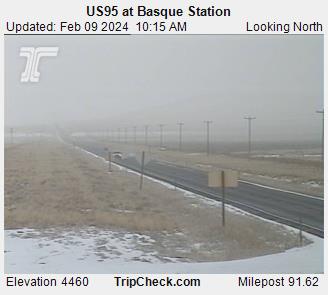 US95 at Basque Station
Updated: Feb 09 2024 10:15 AM Looking North
Elevation 4460 TripCheck.com Milepost 91.62